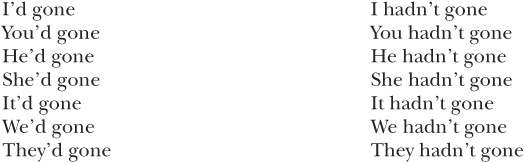 I’d gone I hadn’t gone
You’d gone You hadn’t gone
He’d gone He hadn’t gone
She’d gone She hadn’t gone
It’d gone It hadn’t gone
We’d gone We hadn’t gone
They’d gone They hadn’t gone